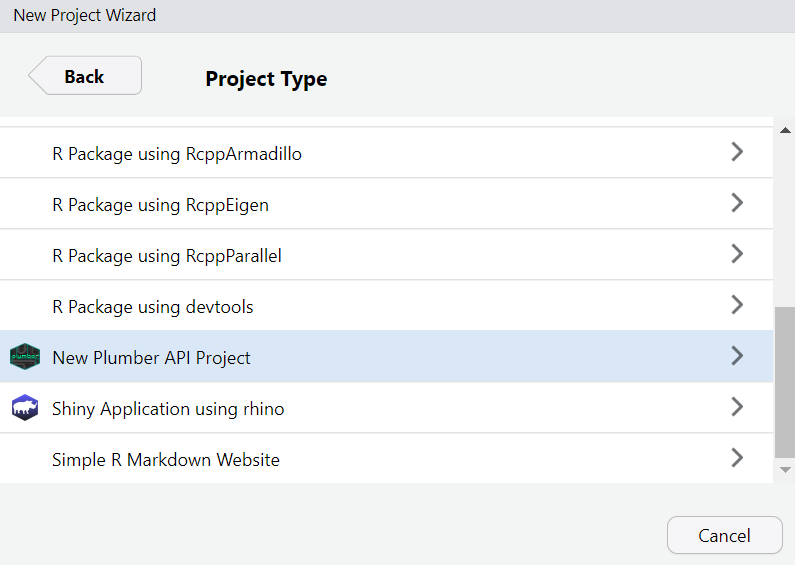 New Project Wizard
Back
Project Type
R Package using RcppArmadillo
R Package using RcppEigen
R Package using RcppParallel
R Package using devtools
plumber
New Plumber API Project
Shiny Application using rhino
Simple R Markdown Website
Cancel